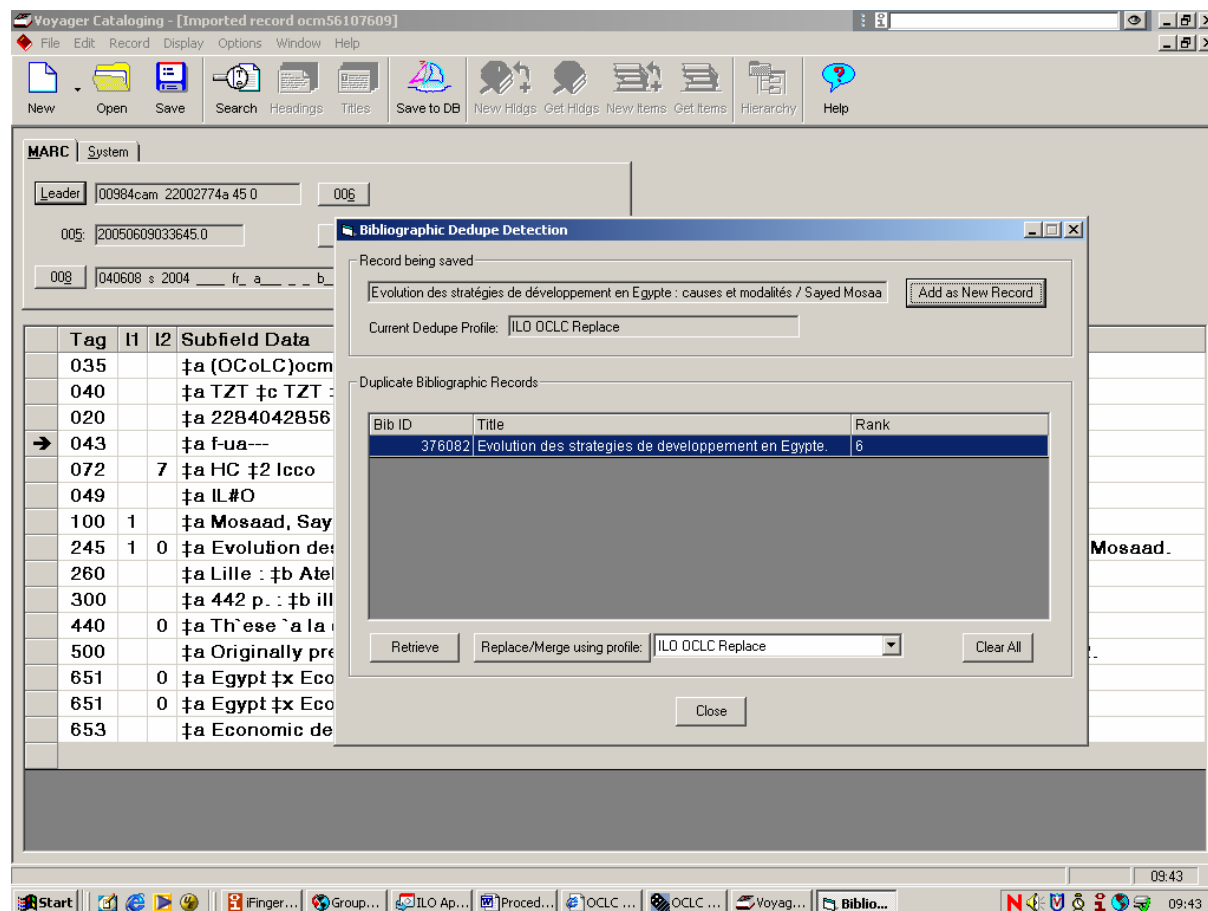 Voyager Cataloging - [Imported record ocm56107609]
File Edit Record Display Options Window Help
New Open Save Search Headings Titles Save to DB New Hldgs Get Hldgs New Items Get Items Hierarchy Help
MARC System
Leader 00984cam 22002774a 45 0 006
005: 20050609033645.0
008 040608 s 2004 ____ fr_ a___ _ _ b_
Bibliographic Dedupe Detection
Record being saved
Evolution des stratégies de développement en Egypte : causes et modalités / Sayed Mosaa Add as New Record
Current Dedupe Profile: ILO OCLC Replace
Duplicate Bibliographic Records
Bib ID Title Rank
376082 Evolution des strategies de developpement en Egypte. 6
Retrieve Replace/Merge using profile: ILO OCLC Replace Clear All
Close
Tag I1 I2 Subfield Data
035 ‡a (OCoLC)ocm
040 ‡a TZT ‡c TZT
020 ‡a 2284042856
043 ‡a f-ua---
072 7 ‡a HC ‡2 lcco
049 ‡a IL#O
100 1 ‡a Mosaad, Say
245 1 0 ‡a Evolution des Mosaad.
260 ‡a Lille : ‡b Atel
300 ‡a 442 p. : ‡b ill
440 0 ‡a Th`ese `a la
500 ‡a Originally pre
651 0 ‡a Egypt ‡x Eco
651 0 ‡a Egypt ‡x Eco
653 ‡a Economic de
09:43
Start iFinger... Group... ILO Ap... Proced... OCLC ... OCLC ... Voyag... Biblio... 09:43